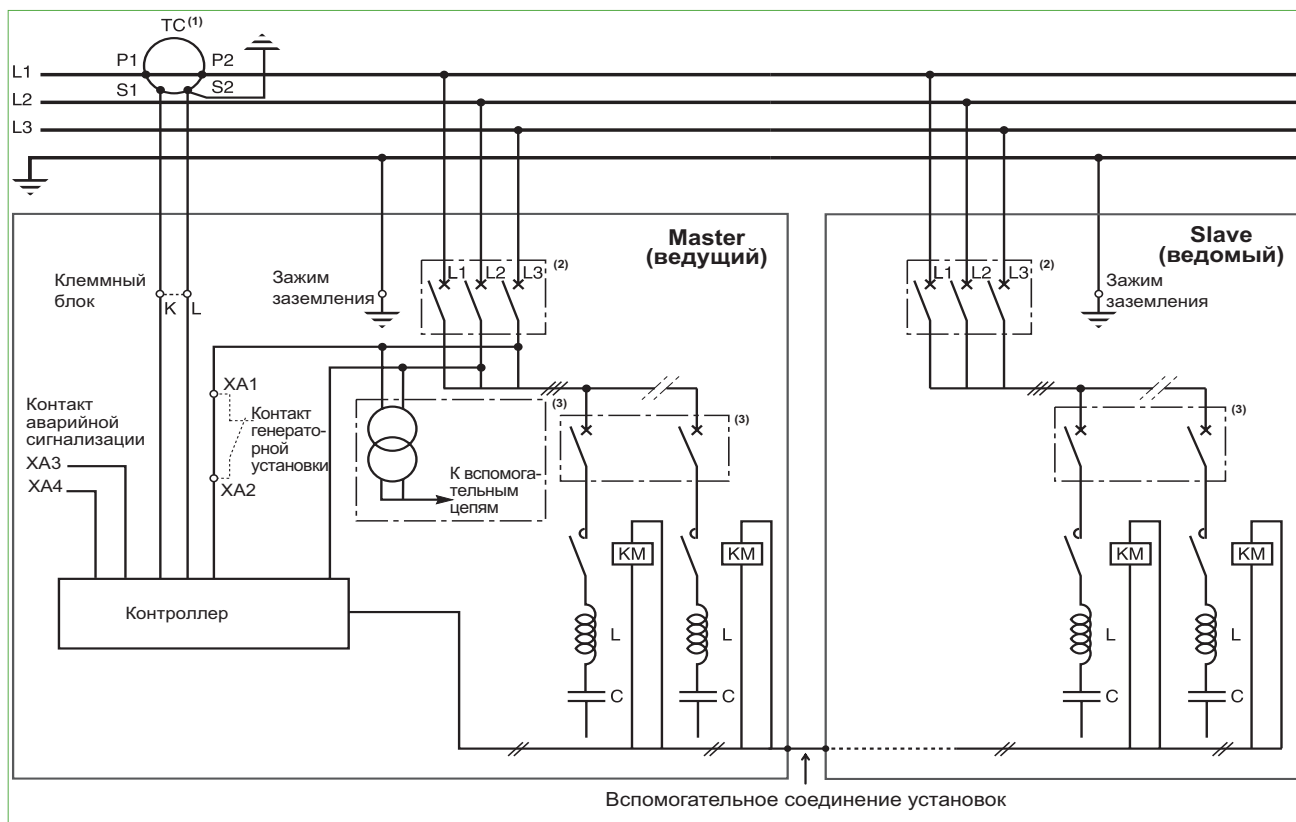 TC(1)
P1
P2
L1
S1
S2
L2
L3
Master
(ведущий)
Slave
(ведомый)
Клеммный
блок
K
L
Зажим
заземления
L1
L2
L3
(2)
L1
L2
L3
(2)
Зажим
заземления
XA1
Контакт
генерато-
рной
установки
XA2
Контакт
аварийной
сигнализации
XA3
XA4
(3)
К вспомога-
тельным
цепям
(3)
(3)
KM
KM
KM
KM
Контроллер
L
L
L
L
C
C
C
C
Вспомогательное соединение установок